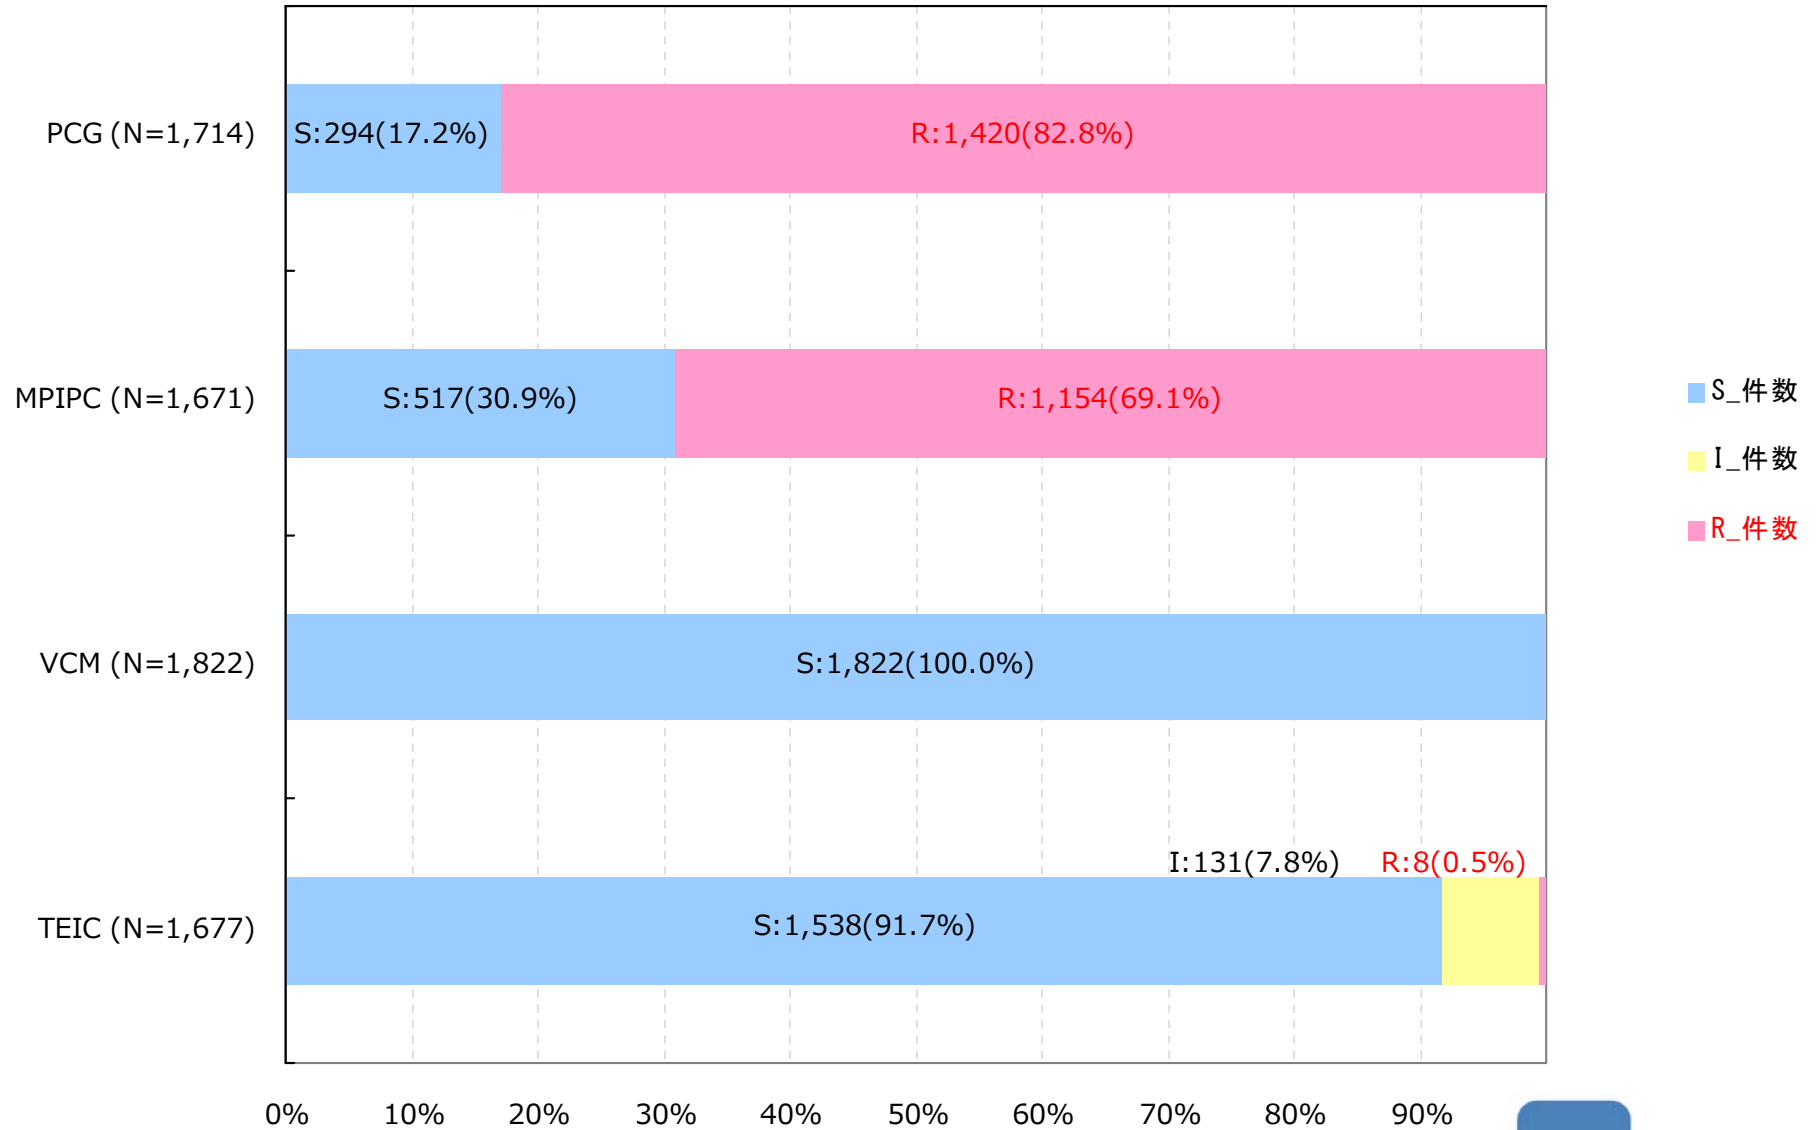 PCG (N=1,714)
S:294(17.2%)
R:1,420(82.8%)
MPIPC (N=1,671)
S:517(30.9%)
R:1,154(69.1%)
VCM (N=1,822)
S:1,822(100.0%)
I:131(7.8%)
R:8(0.5%)
TEIC (N=1,677)
S:1,538(91.7%)
0% 10% 20% 30% 40% 50% 60% 70% 80% 90%
S_件数
I_件数
R_件数